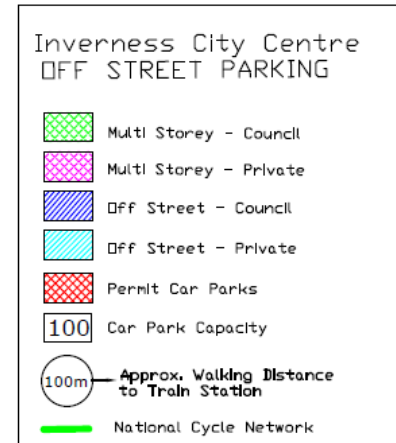 Inverness City Centre
OFF STREET PARKING
Multi Storey - Council
Multi Storey - Private
Off Street - Council
Off Street - Private
Permit Car Parks
100 Car Park Capacity
100m Approx. Walking Distance
to Train Station
National Cycle Network